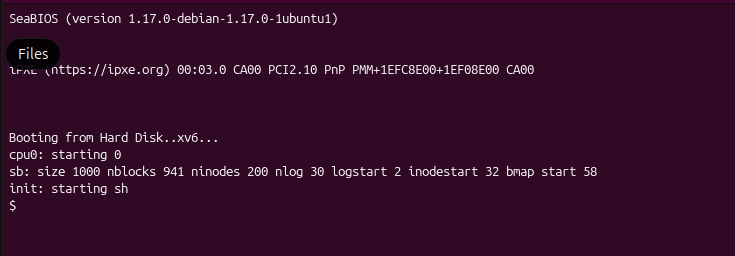 SeaBIOS (version 1.17.0-debian-1.17.0-1ubuntu1)
Files
iPXE (https://ipxe.org) 00:03.0 CA00 PCI2.10 PnP PMM+1EFC8E00+1EF08E00 CA00
Booting from Hard Disk..xv6...
cpu0: starting 0
sb: size 1000 nblocks 941 ninodes 200 nlog 30 logstart 2 inodestart 32 bmap start 58
init: starting sh
$